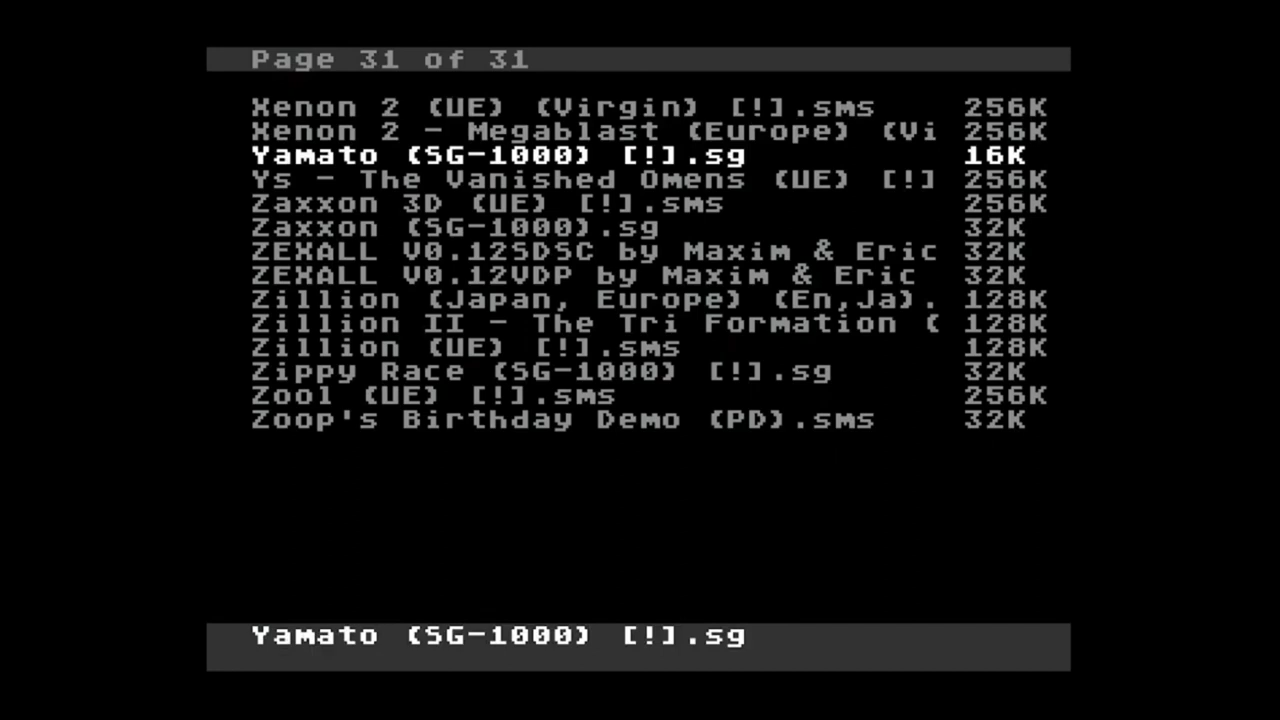 Page 31 of 31
Xenon 2 (UE) (Virgin) [!].sms 256K
Xenon 2 - Megablast (Europe) (Vi 256K
Yamato (SG-1000) [!].sg 16K
Ys - The Vanished Omens (UE) [!] 256K
Zaxxon 3D (UE) [!].sms 256K
Zaxxon (SG-1000).sg 32K
ZEXALL V0.12SDSC by Maxim & Eric 32K
ZEXALL V0.12VDP by Maxim & Eric 32K
Zillion (Japan, Europe) (En,Ja). 128K
Zillion II - The Tri Formation ( 128K
Zillion (UE) [!].sms 128K
Zippy Race (SG-1000) [!].sg 32K
Zool (UE) [!].sms 256K
Zoop's Birthday Demo (PD).sms 32K
Yamato (SG-1000) [!].sg